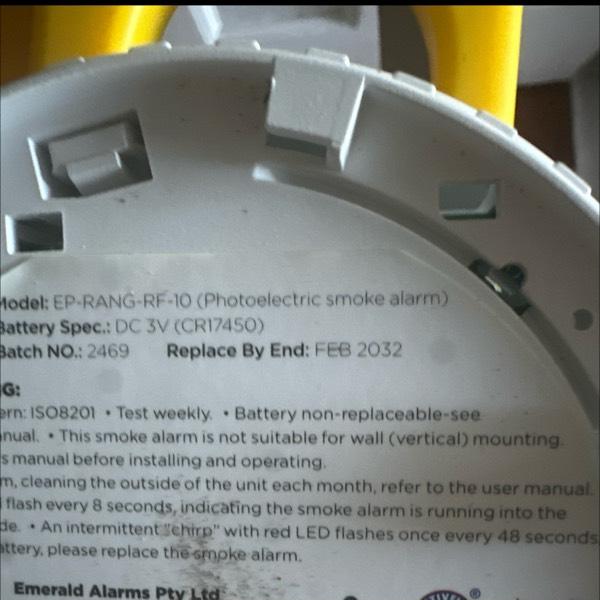 Model: EP-RANG-RF-10 (Photoelectric smoke alarm)
Battery Spec.: DC 3V (CR17450)
Batch NO.: 2469 Replace By End: FEB 2032
G:
ern: ISO8201 • Test weekly. • Battery non-replaceable-see
nual. • This smoke alarm is not suitable for wall (vertical) mounting.
s manual before installing and operating.
m, cleaning the outside of the unit each month, refer to the user manual.
flash every 8 seconds, indicating the smoke alarm is running into the
de. • An intermittent "chirp" with red LED flashes once every 48 seconds
attery, please replace the smoke alarm.
Emerald Alarms Pty Ltd